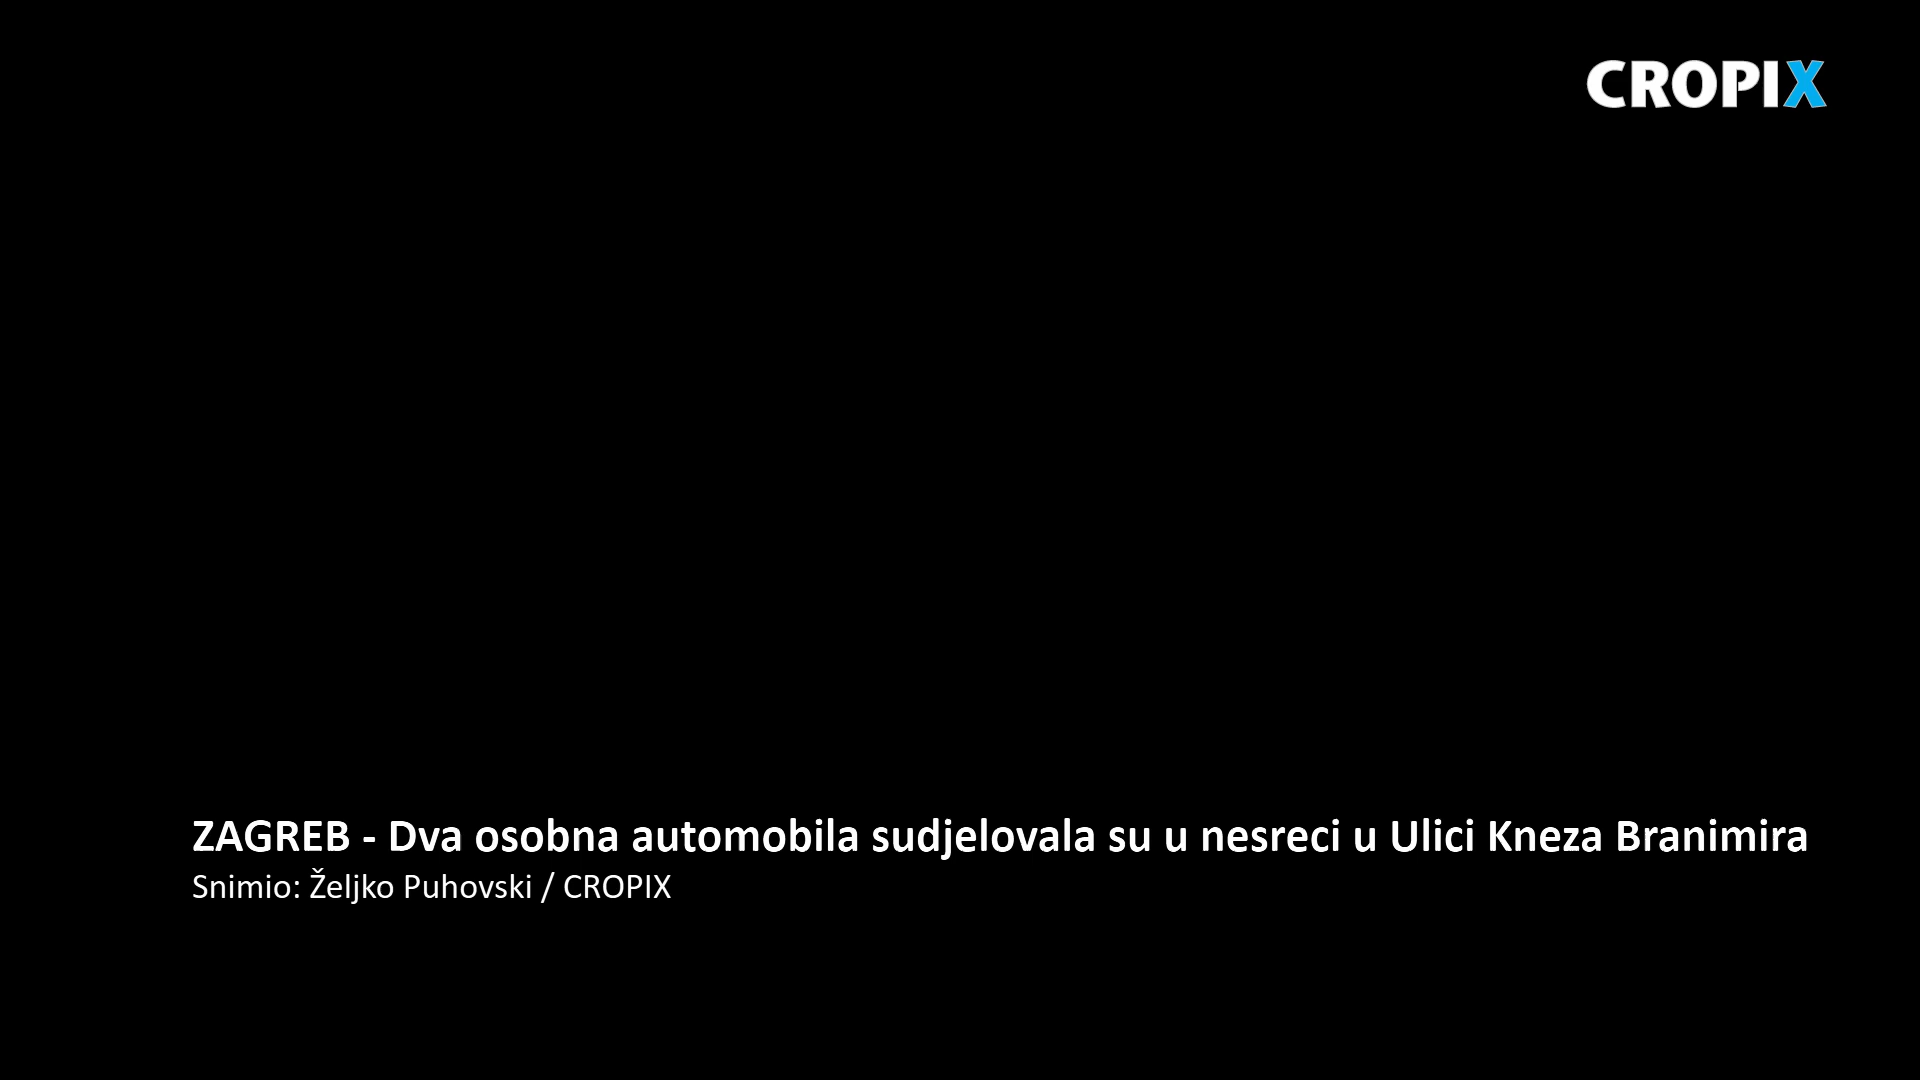 CROPIX
ZAGREB - Dva osobna automobila sudjelovala su u nesreci u Ulici Kneza Branimira
Snimio: Željko Puhovski / CROPIX